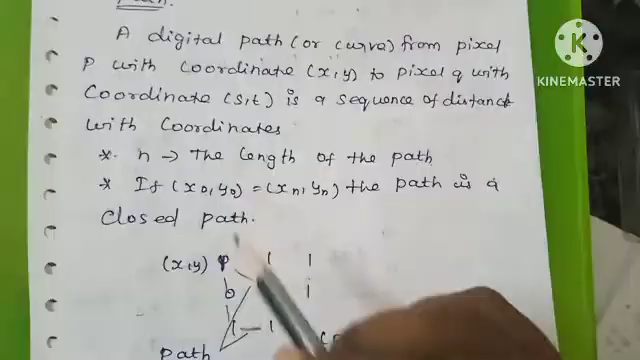 Path:
A digital path (or curve) from pixel
P with Coordinate (x,y) to pixel q with
Coordinate (s,t) is a sequence of distanct
with Coordinates
* n → The length of the path
* If (x0,y0) = (xn,yn) the path is a
Closed path.
(x,y) P 1 1
0 1
1 1
path
K
KINEMASTER